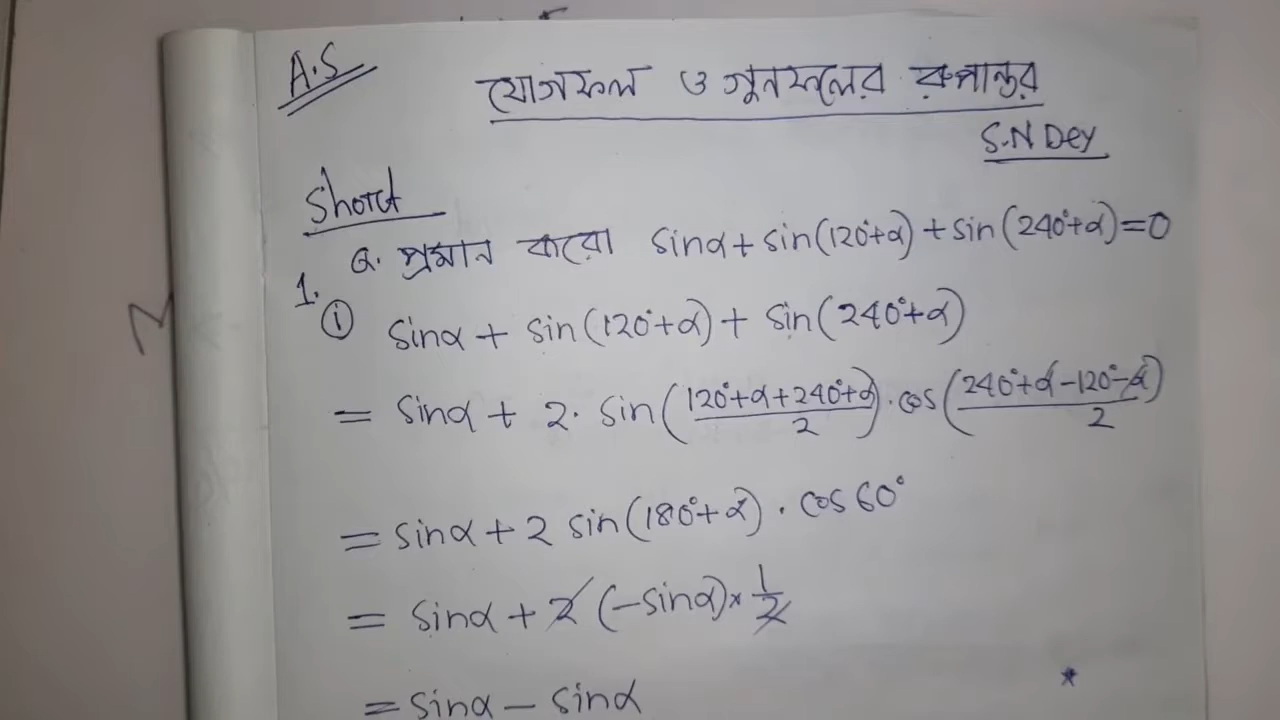 A.S
যোগফল ও গুনফলের রুপান্তর
S.N Dey
Short
Q. প্রমান করো sinα + sin(120°+α) + sin(240°+α) = 0
1.
(i) sinα + sin(120°+α) + sin(240°+α)
= sinα + 2. sin((120°+α+240°+α)/2) . cos((240°+α-120°-α)/2)
= sinα + 2 sin(180°+α) . cos 60°
= sinα + 2 (-sinα) × 1/2
= sinα - sinα